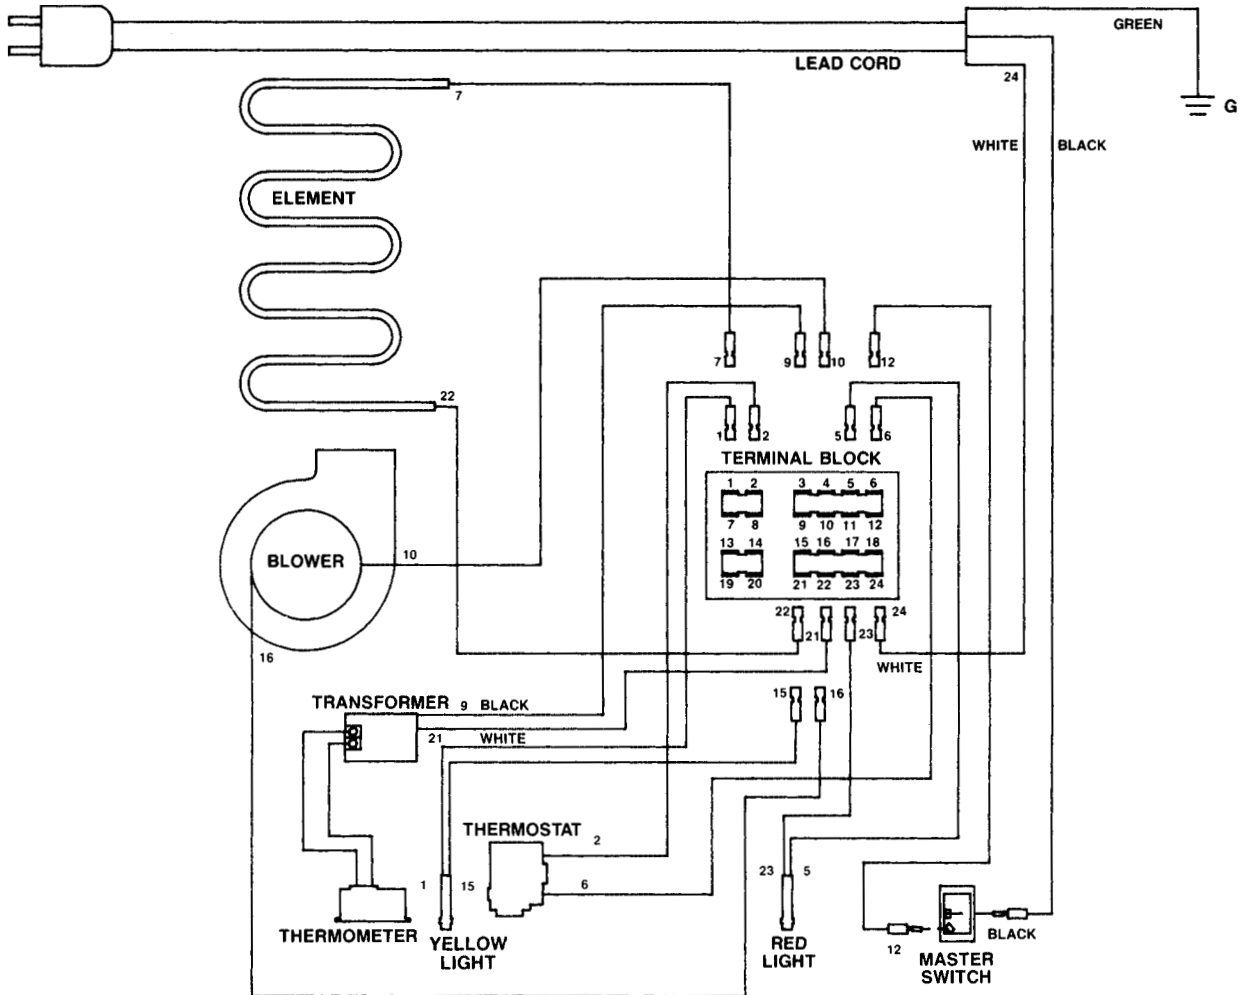 GREEN
LEAD CORD
24
G
7
WHITE
BLACK
ELEMENT
7
9
10
12
22
1
2
5
6
TERMINAL BLOCK
1 2 3 4 5 6
7 8 9 10 11 12
13 14 15 16 17 18
19 20 21 22 23 24
BLOWER
10
22
21
23
24
16
WHITE
15
16
TRANSFORMER
9 BLACK
21 WHITE
THERMOSTAT
2
1
15
6
23
5
THERMOMETER
YELLOW
LIGHT
RED
LIGHT
12
BLACK
MASTER
SWITCH